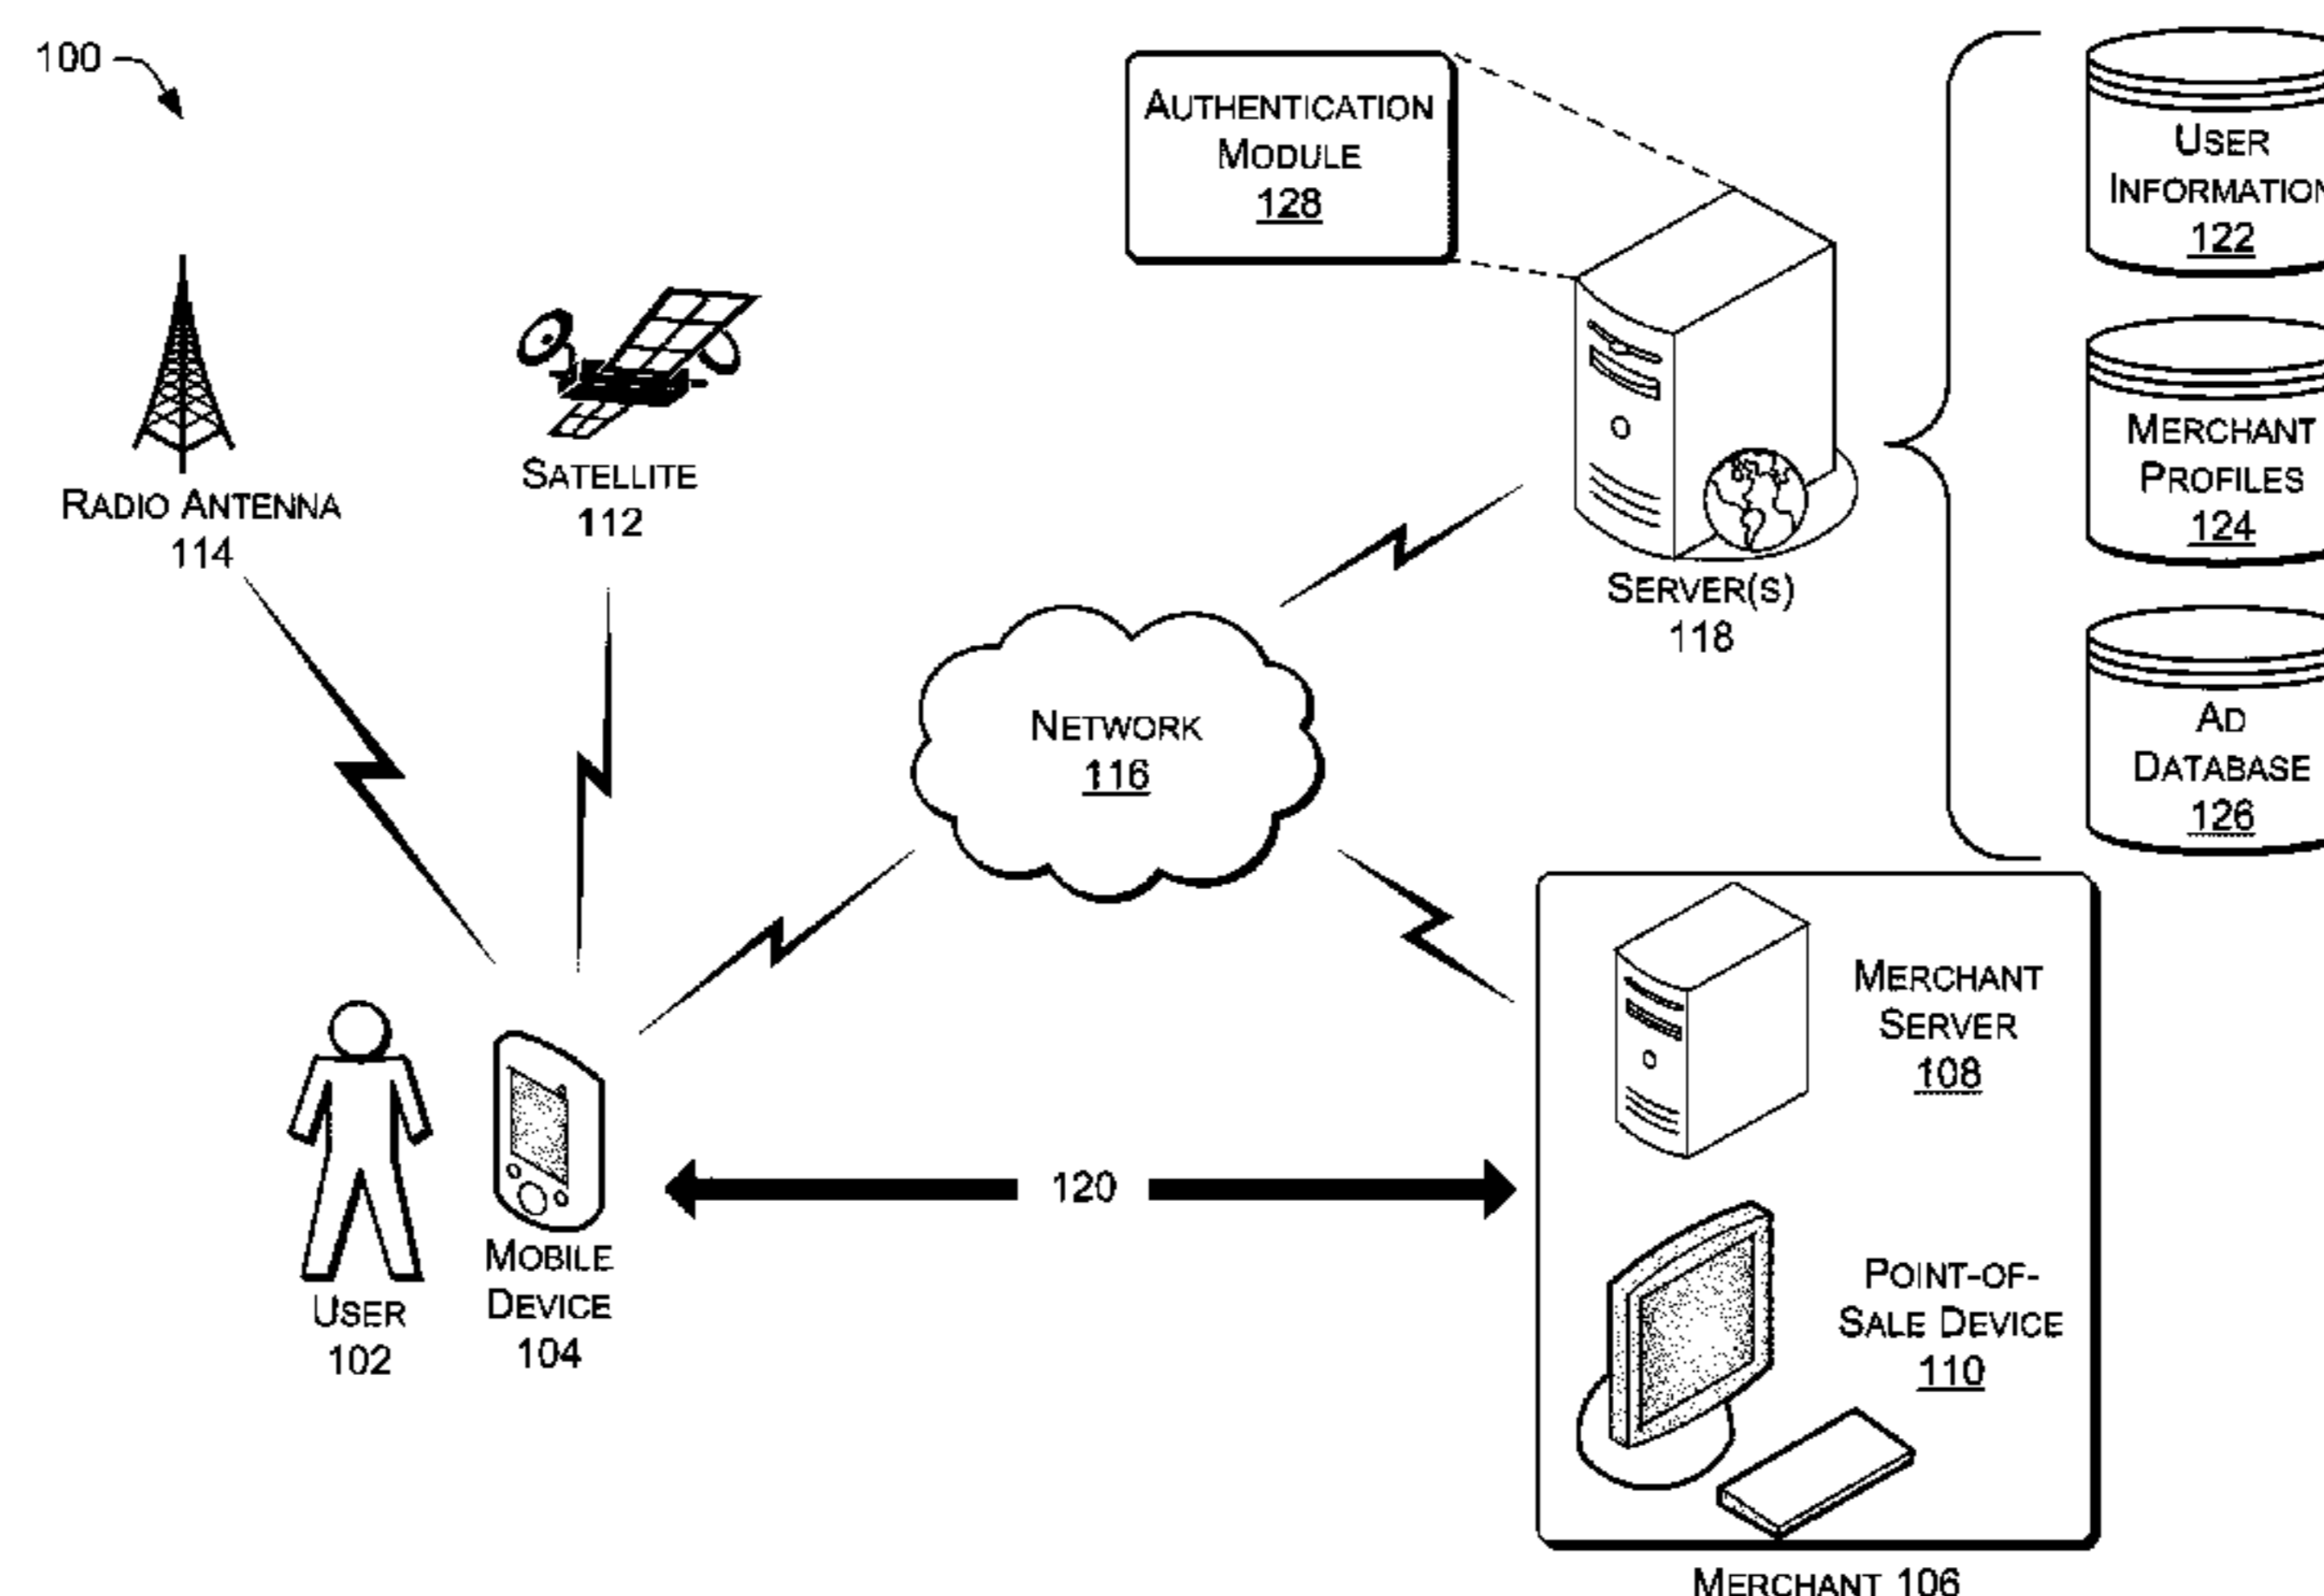 100
AUTHENTICATION
MODULE
128
USER
INFORMATION
122
RADIO ANTENNA
114
SATELLITE
112
MERCHANT
PROFILES
124
SERVER(S)
118
NETWORK
116
AD
DATABASE
126
MERCHANT
SERVER
108
120
USER
102
MOBILE
DEVICE
104
POINT-OF-
SALE DEVICE
110
MERCHANT 106